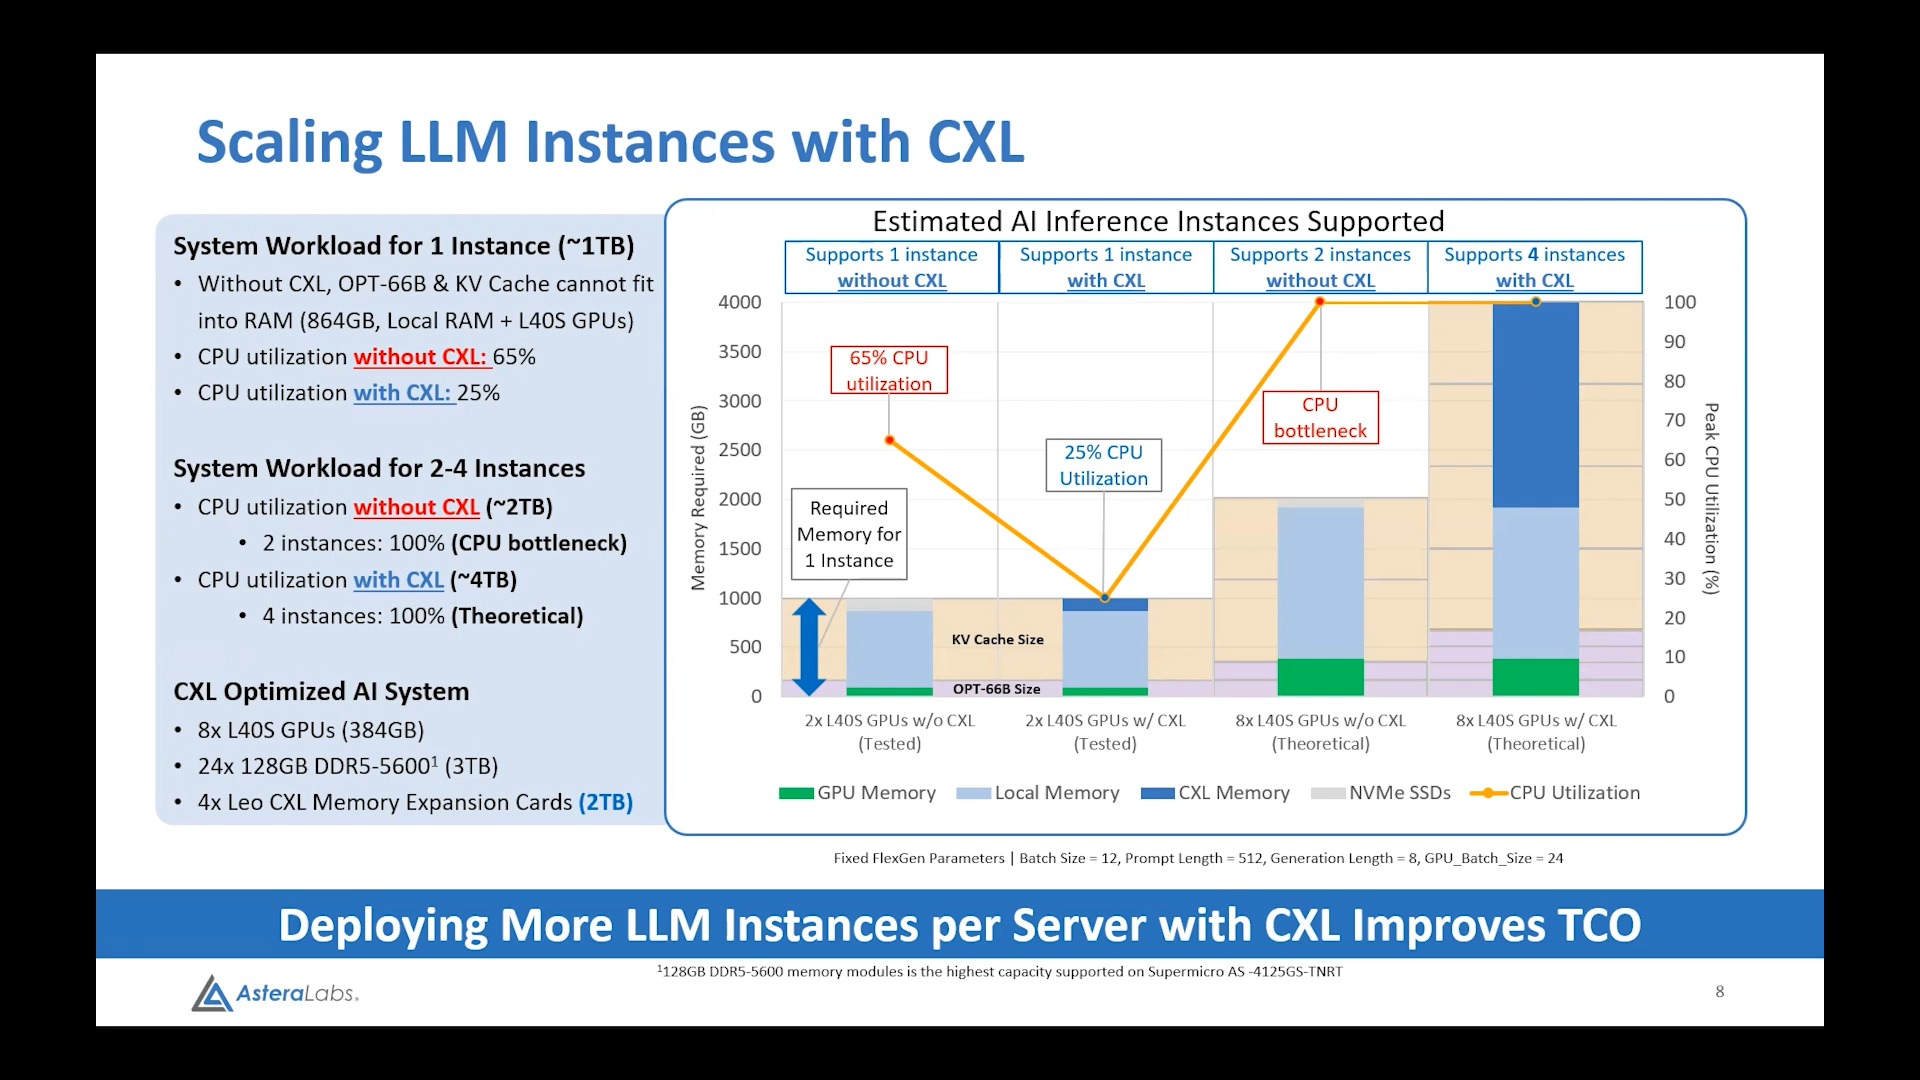 Scaling LLM Instances with CXL
System Workload for 1 Instance (~1TB)
• Without CXL, OPT-66B & KV Cache cannot fit
into RAM (864GB, Local RAM + L40S GPUs)
• CPU utilization without CXL: 65%
• CPU utilization with CXL: 25%
System Workload for 2-4 Instances
• CPU utilization without CXL (~2TB)
• 2 instances: 100% (CPU bottleneck)
• CPU utilization with CXL (~4TB)
• 4 instances: 100% (Theoretical)
CXL Optimized AI System
• 8x L40S GPUs (384GB)
• 24x 128GB DDR5-5600¹ (3TB)
• 4x Leo CXL Memory Expansion Cards (2TB)
Estimated AI Inference Instances Supported
Supports 1 instance
without CXL
Supports 1 instance
with CXL
Supports 2 instances
without CXL
Supports 4 instances
with CXL
Memory Required (GB)
4000
3500
3000
2500
2000
1500
1000
500
0
65% CPU
utilization
Required
Memory for
1 Instance
25% CPU
Utilization
CPU
bottleneck
KV Cache Size
OPT-66B Size
100
90
80
70
60
50
40
30
20
10
0
Peak CPU Utilization (%)
2x L40S GPUs w/o CXL
(Tested)
2x L40S GPUs w/ CXL
(Tested)
8x L40S GPUs w/o CXL
(Theoretical)
8x L40S GPUs w/ CXL
(Theoretical)
GPU Memory
Local Memory
CXL Memory
NVMe SSDs
CPU Utilization
Fixed FlexGen Parameters | Batch Size = 12, Prompt Length = 512, Generation Length = 8, GPU_Batch_Size = 24
Deploying More LLM Instances per Server with CXL Improves TCO
¹128GB DDR5-5600 memory modules is the highest capacity supported on Supermicro AS -4125GS-TNRT
AsteraLabs.
8